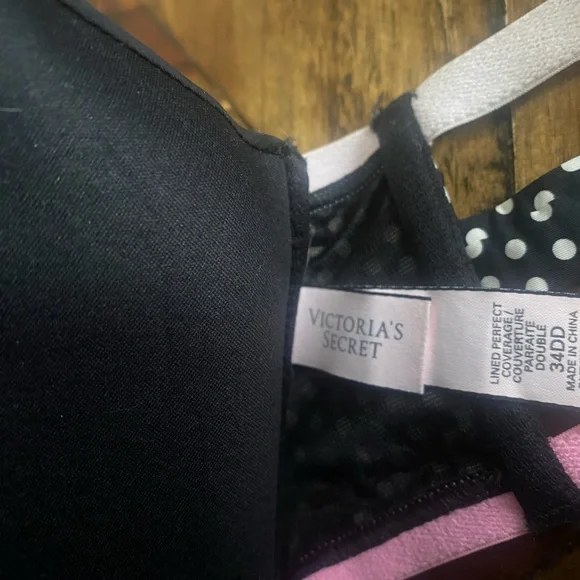 VICTORIA'S
SECRET
LINED PERFECT
COVERAGE /
COUVERTURE
PARFAITE
DOUBLE
34DD
MADE IN CHINA